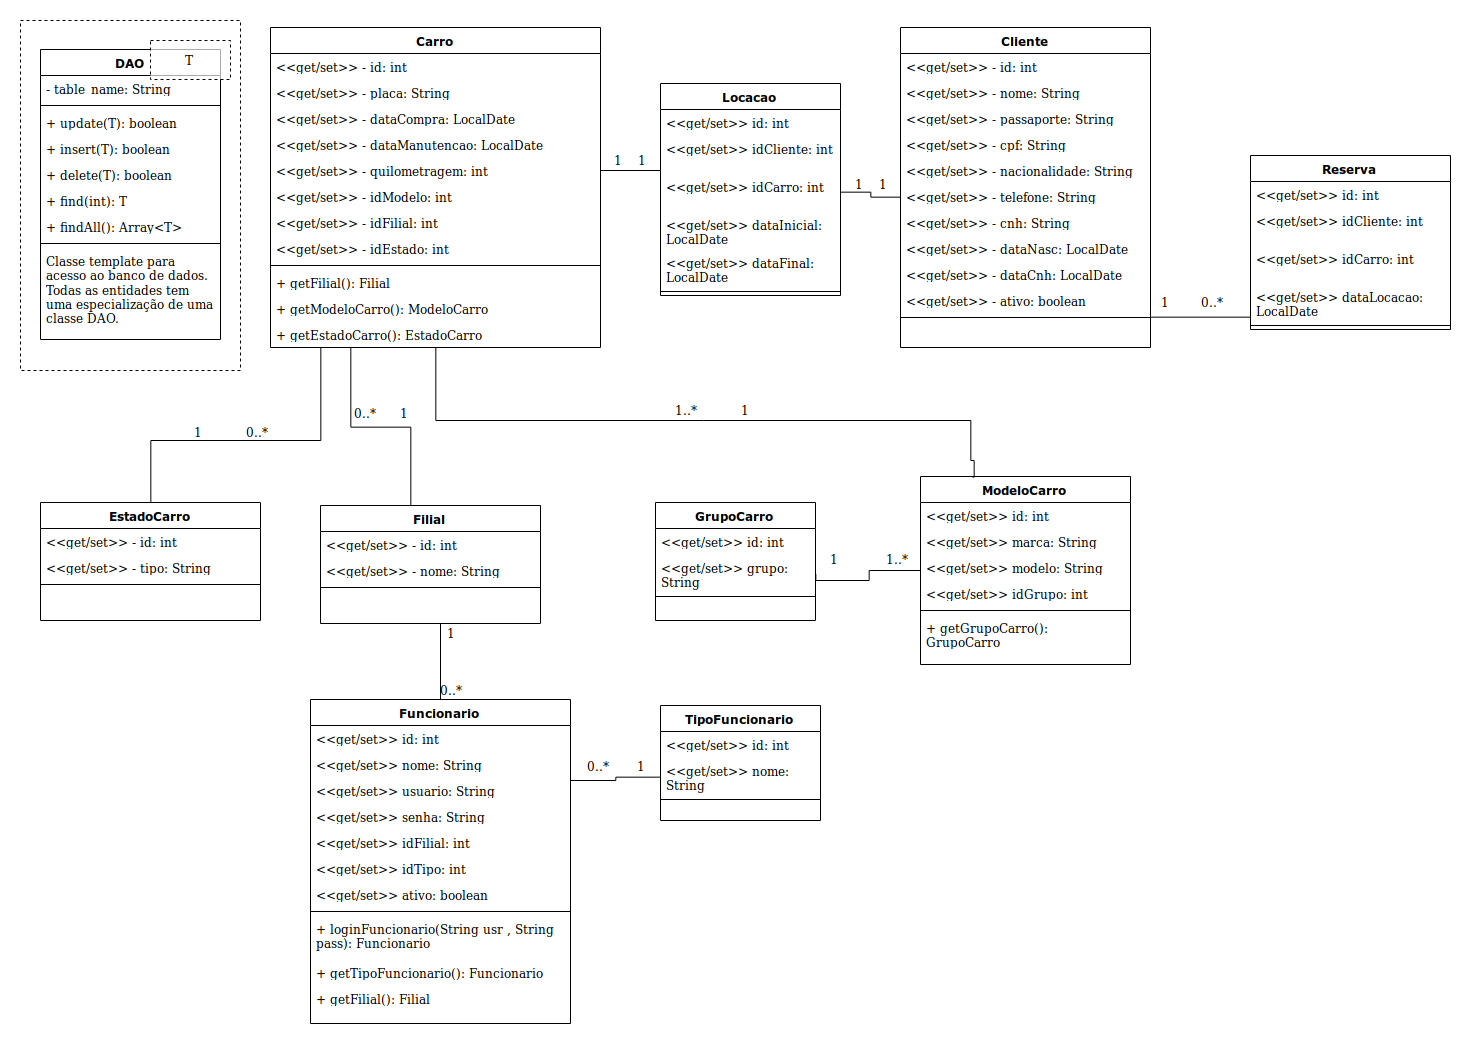 DAO
T
- table_name: String
+ update(T): boolean
+ insert(T): boolean
+ delete(T): boolean
+ find(int): T
+ findAll(): Array<T>
Classe template para
acesso ao banco de dados.
Todas as entidades tem
uma especialização de uma
classe DAO.
Carro
<<get/set>> - id: int
<<get/set>> - placa: String
<<get/set>> - dataCompra: LocalDate
<<get/set>> - dataManutencao: LocalDate
<<get/set>> - quilometragem: int
<<get/set>> - idModelo: int
<<get/set>> - idFilial: int
<<get/set>> - idEstado: int
+ getFilial(): Filial
+ getModeloCarro(): ModeloCarro
+ getEstadoCarro(): EstadoCarro
1 1
Locacao
<<get/set>> id: int
<<get/set>> idCliente: int
<<get/set>> idCarro: int
<<get/set>> dataInicial:
LocalDate
<<get/set>> dataFinal:
LocalDate
1 1
Cliente
<<get/set>> - id: int
<<get/set>> - nome: String
<<get/set>> - passaporte: String
<<get/set>> - cpf: String
<<get/set>> - nacionalidade: String
<<get/set>> - telefone: String
<<get/set>> - cnh: String
<<get/set>> - dataNasc: LocalDate
<<get/set>> - dataCnh: LocalDate
<<get/set>> - ativo: boolean
1 0..*
Reserva
<<get/set>> id: int
<<get/set>> idCliente: int
<<get/set>> idCarro: int
<<get/set>> dataLocacao:
LocalDate
1 0..*
0..* 1
1..* 1
EstadoCarro
<<get/set>> - id: int
<<get/set>> - tipo: String
Filial
<<get/set>> - id: int
<<get/set>> - nome: String
GrupoCarro
<<get/set>> id: int
<<get/set>> grupo:
String
1 1..*
ModeloCarro
<<get/set>> id: int
<<get/set>> marca: String
<<get/set>> modelo: String
<<get/set>> idGrupo: int
+ getGrupoCarro():
GrupoCarro
1
0..*
Funcionario
<<get/set>> id: int
<<get/set>> nome: String
<<get/set>> usuario: String
<<get/set>> senha: String
<<get/set>> idFilial: int
<<get/set>> idTipo: int
<<get/set>> ativo: boolean
+ loginFuncionario(String usr , String
pass): Funcionario
+ getTipoFuncionario(): Funcionario
+ getFilial(): Filial
0..* 1
TipoFuncionario
<<get/set>> id: int
<<get/set>> nome:
String